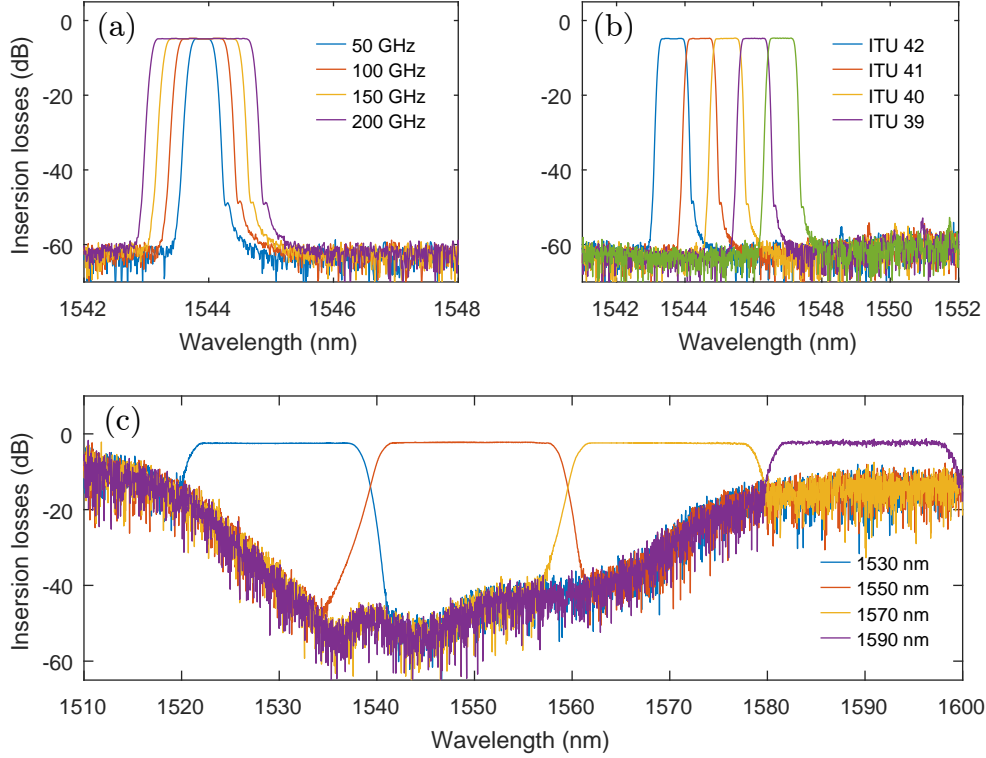 (a)
0
-20
-40
-60
Insersion losses (dB)
50 GHz
100 GHz
150 GHz
200 GHz
1542
1544
1546
1548
Wavelength (nm)
(b)
0
-20
-40
-60
ITU 42
ITU 41
ITU 40
ITU 39
1542
1544
1546
1548
1550
1552
Wavelength (nm)
(c)
0
-20
-40
-60
Insersion losses (dB)
1530 nm
1550 nm
1570 nm
1590 nm
1510
1520
1530
1540
1550
1560
1570
1580
1590
1600
Wavelength (nm)